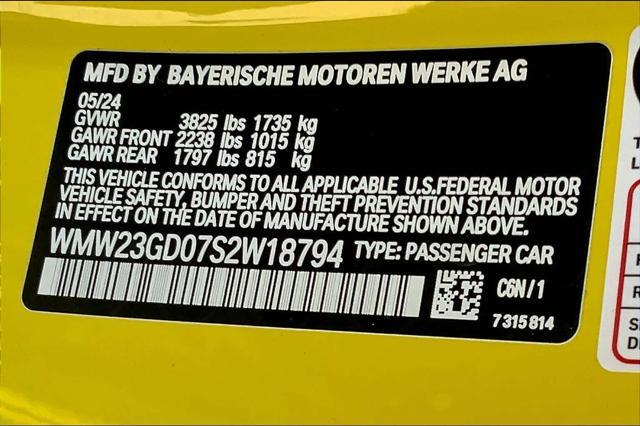 MFD BY BAYERISCHE MOTOREN WERKE AG
05/24
GVWR 3825 lbs 1735 kg
GAWR FRONT 2238 lbs 1015 kg
GAWR REAR 1797 lbs 815 kg
THIS VEHICLE CONFORMS TO ALL APPLICABLE U.S.FEDERAL MOTOR
VEHICLE SAFETY, BUMPER AND THEFT PREVENTION STANDARDS
IN EFFECT ON THE DATE OF MANUFACTURE SHOWN ABOVE.
WMW23GD07S2W18794 TYPE: PASSENGER CAR
C6N/1
7315814